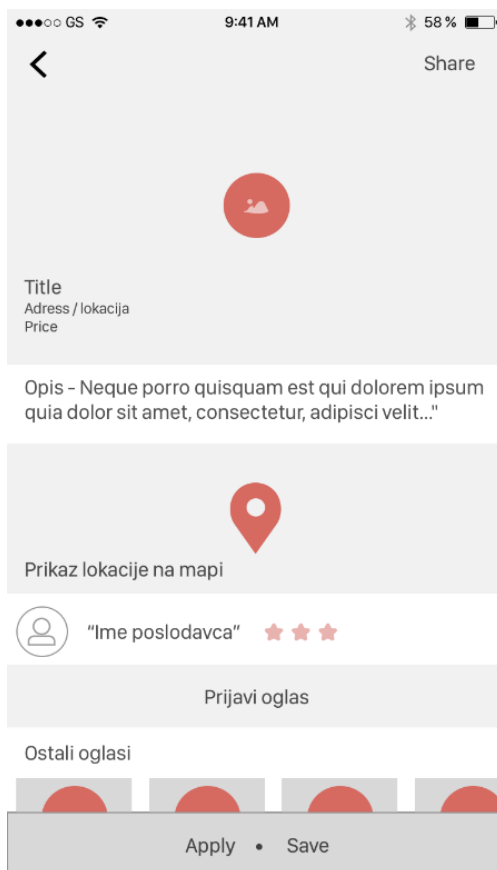 GS 9:41 AM 58 %
Share
Title
Adress / lokacija
Price
Opis - Neque porro quisquam est qui dolorem ipsum
quia dolor sit amet, consectetur, adipisci velit..."
Prikaz lokacije na mapi
“Ime poslodavca”
Prijavi oglas
Ostali oglasi
Apply • Save